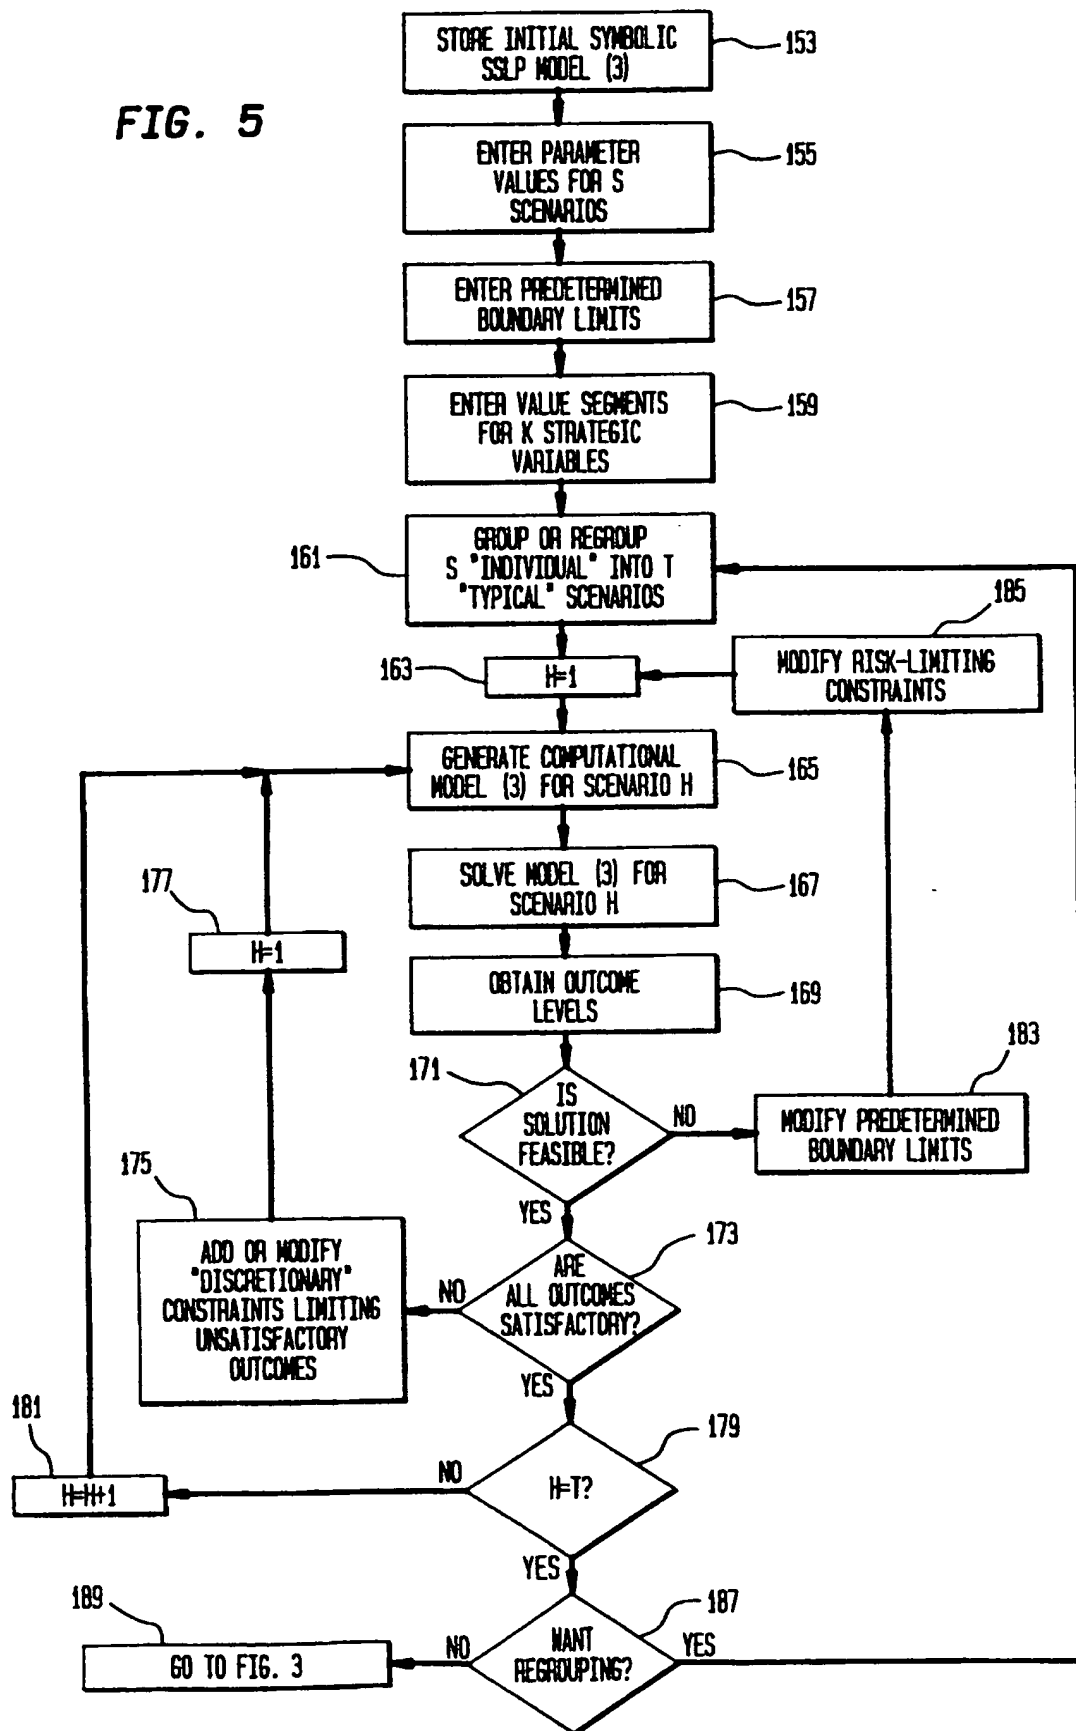 FIG. 5
STORE INITIAL SYMBOLIC
SSLP MODEL (3)
153
ENTER PARAMETER
VALUES FOR S
SCENARIOS
155
ENTER PREDETERMINED
BOUNDARY LIMITS
157
ENTER VALUE SEGMENTS
FOR K STRATEGIC
VARIABLES
159
GROUP OR REGROUP
S "INDIVIDUAL" INTO T
"TYPICAL" SCENARIOS
161
185
163
H=1
MODIFY RISK-LIMITING
CONSTRAINTS
GENERATE COMPUTATIONAL
MODEL (3) FOR SCENARIO H
165
SOLVE MODEL (3) FOR
SCENARIO H
167
177
H=1
OBTAIN OUTCOME
LEVELS
169
171
IS
SOLUTION
FEASIBLE?
NO
183
MODIFY PREDETERMINED
BOUNDARY LIMITS
YES
175
ADD OR MODIFY
"DISCRETIONARY"
CONSTRAINTS LIMITING
UNSATISFACTORY
OUTCOMES
NO
173
ARE
ALL OUTCOMES
SATISFACTORY?
YES
181
H=H+1
NO
179
H=T?
YES
189
GO TO FIG. 3
NO
187
WANT
REGROUPING?
YES